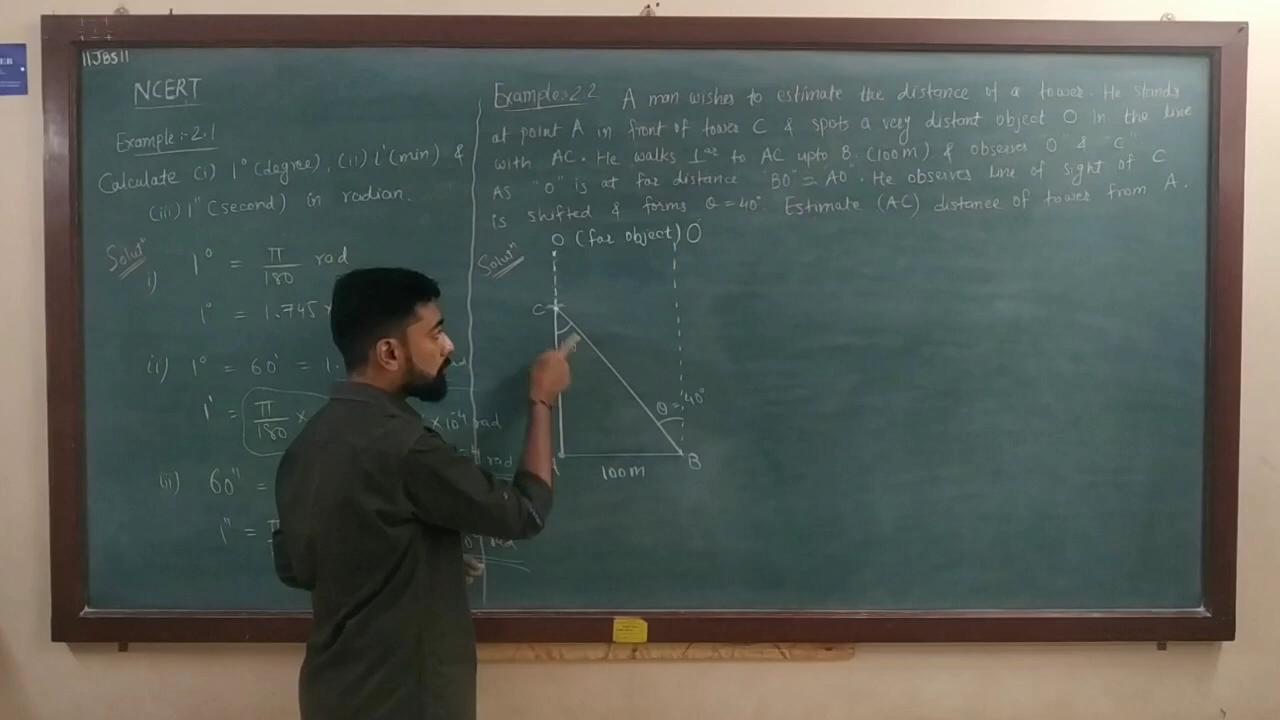 ||JBS||
NCERT
Example:-2.1
Calculate (i) 1° (degree), (ii) 1' (min) &
(iii) 1" (second) in radian.
Solutⁿ
i) 1° = π/180 rad
1° = 1.745
(ii) 1° = 60' = 1.
1' = π/180 × × 10⁻⁴ rad
rad
(iii) 60" =
1" = rad
Example:2.2 A man wishes to estimate the distance of a tower. He stands
at point A in front of tower C & spots a very distant object O in the line
with AC. He walks ⊥ᵃʳ to AC upto B (100m) & observes O" & "C"
As "O" is at far distance "BO" = AO". He observes line of sight of C
is shifted & forms θ = 40°. Estimate (AC) distance of tower from A.
Solutⁿ
O (far object) O
C
θ = 40°
A
100m
B